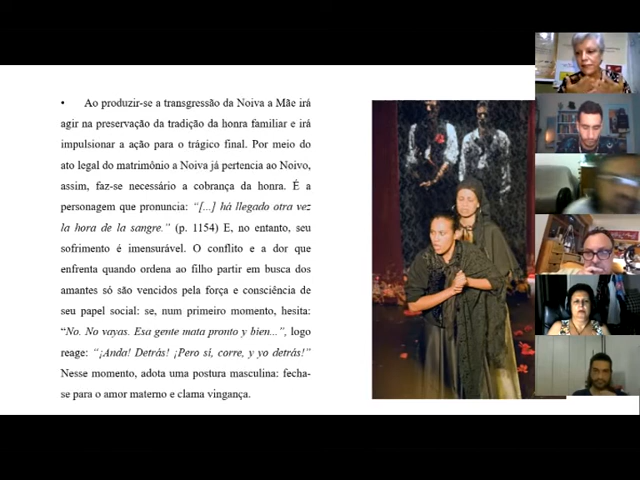 • Ao produzir-se a transgressão da Noiva a Mãe irá
agir na preservação da tradição da honra familiar e irá
impulsionar a ação para o trágico final. Por meio do
ato legal do matrimônio a Noiva já pertencia ao Noivo,
assim, faz-se necessário a cobrança da honra. É a
personagem que pronuncia: “[...] há llegado otra vez
la hora de la sangre.” (p. 1154) E, no entanto, seu
sofrimento é imensurável. O conflito e a dor que
enfrenta quando ordena ao filho partir em busca dos
amantes só são vencidos pela força e consciência de
seu papel social: se, num primeiro momento, hesita:
“No. No vayas. Esa gente mata pronto y bien...”, logo
reage: “¡Anda! Detrás! ¡Pero sí, corre, y yo detrás!”
Nesse momento, adota uma postura masculina: fecha-
se para o amor materno e clama vingança.